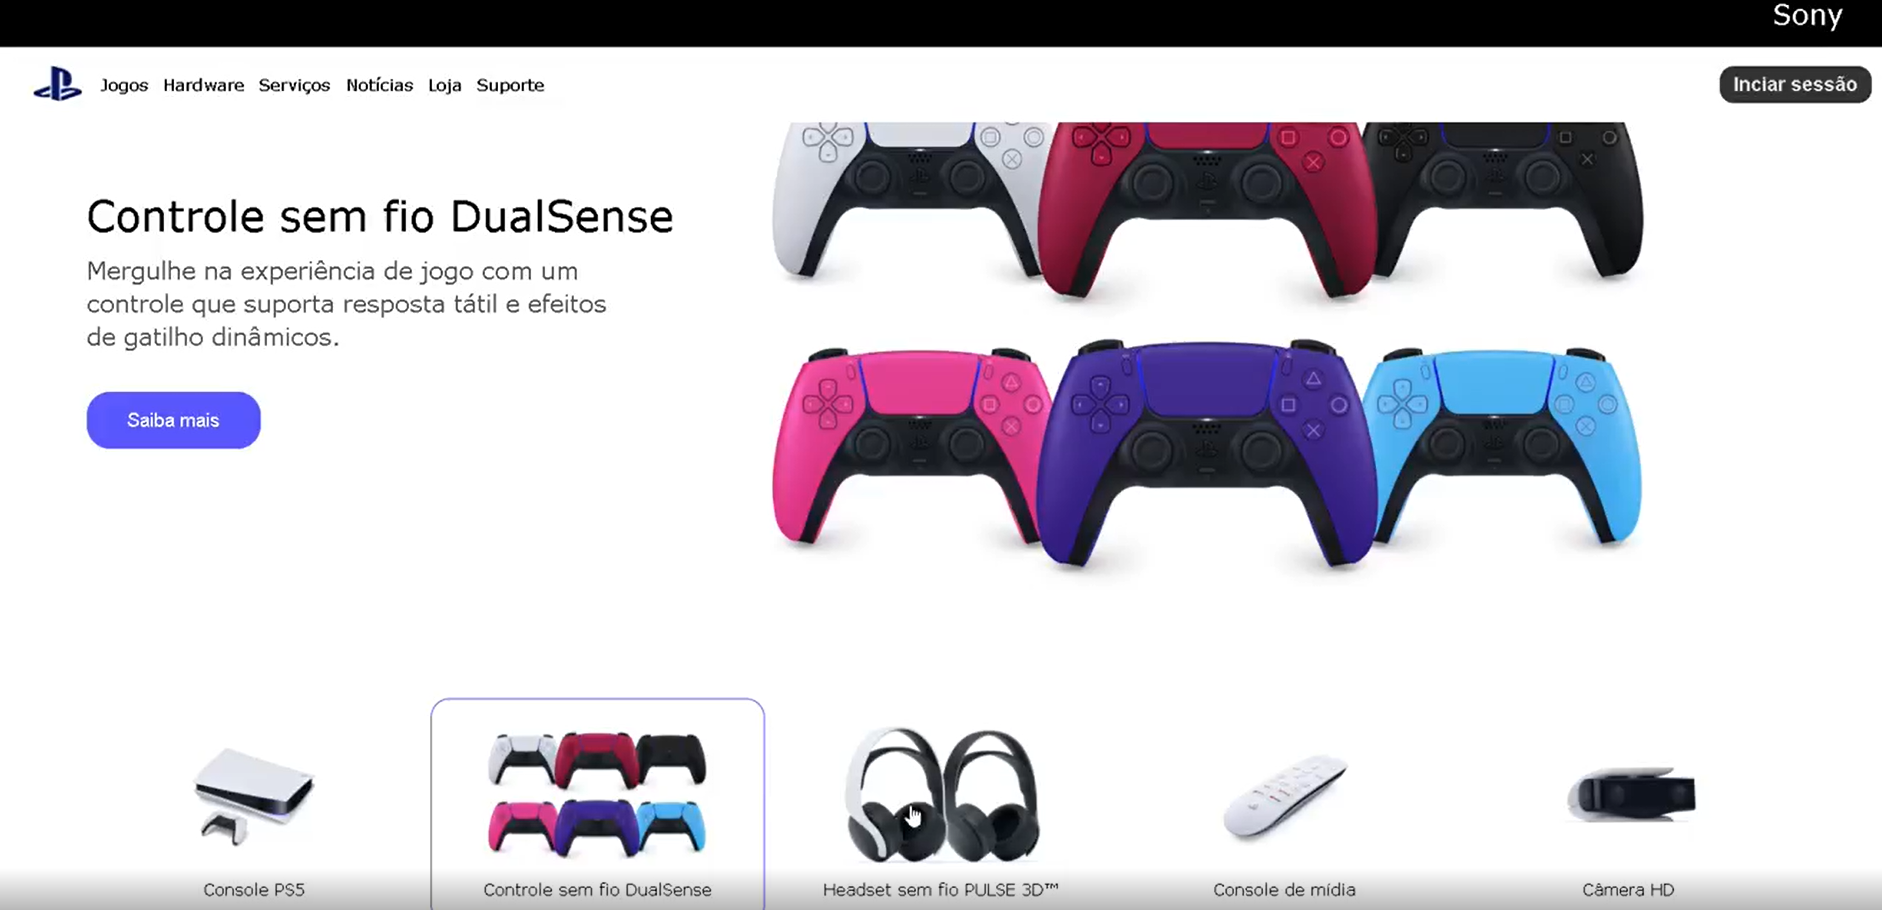 Sony
Jogos Hardware Serviços Notícias Loja Suporte
Inciar sessão
Controle sem fio DualSense
Mergulhe na experiência de jogo com um
controle que suporta resposta tátil e efeitos
de gatilho dinâmicos.
Saiba mais
Console PS5
Controle sem fio DualSense
Headset sem fio PULSE 3D™
Console de mídia
Câmera HD